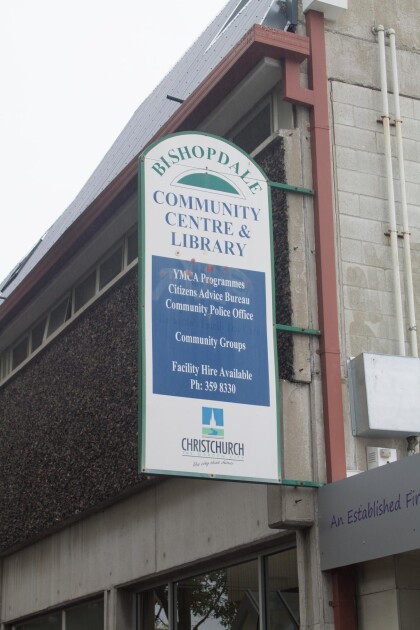 BISHOPDALE
COMMUNITY
CENTRE &
LIBRARY
YMCA Programmes
Citizens Advice Bureau
Community Police Office
Community Groups
Facility Hire Available
Ph: 359 8330
CHRISTCHURCH
An Established